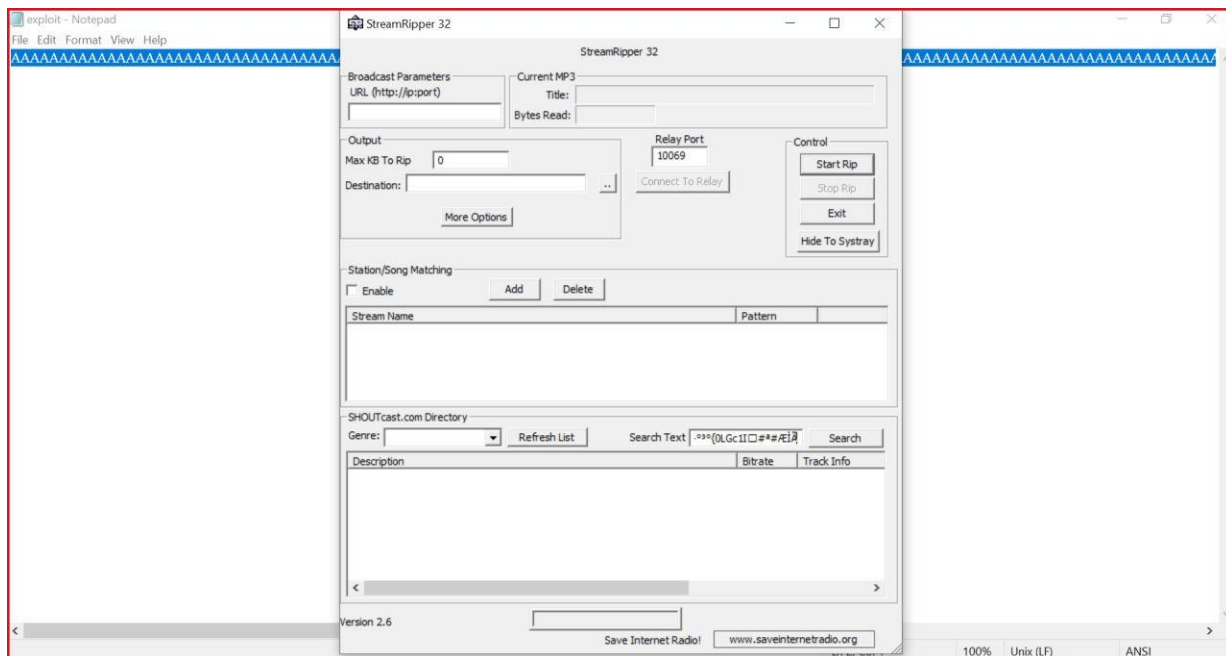 exploit - Notepad
File Edit Format View Help
StreamRipper 32
StreamRipper 32
Broadcast Parameters
URL (http://ip:port)
Current MP3
Title:
Bytes Read:
Output
Max KB To Rip 0
Destination: ..
More Options
Relay Port
10069
Connect To Relay
Control
Start Rip
Stop Rip
Exit
Hide To Systray
Station/Song Matching
Enable Add Delete
Stream Name Pattern
SHOUTcast.com Directory
Genre: Refresh List Search Text Search
Description Bitrate Track Info
Version 2.6
Save Internet Radio! www.saveinternetradio.org
100% Unix (LF) ANSI